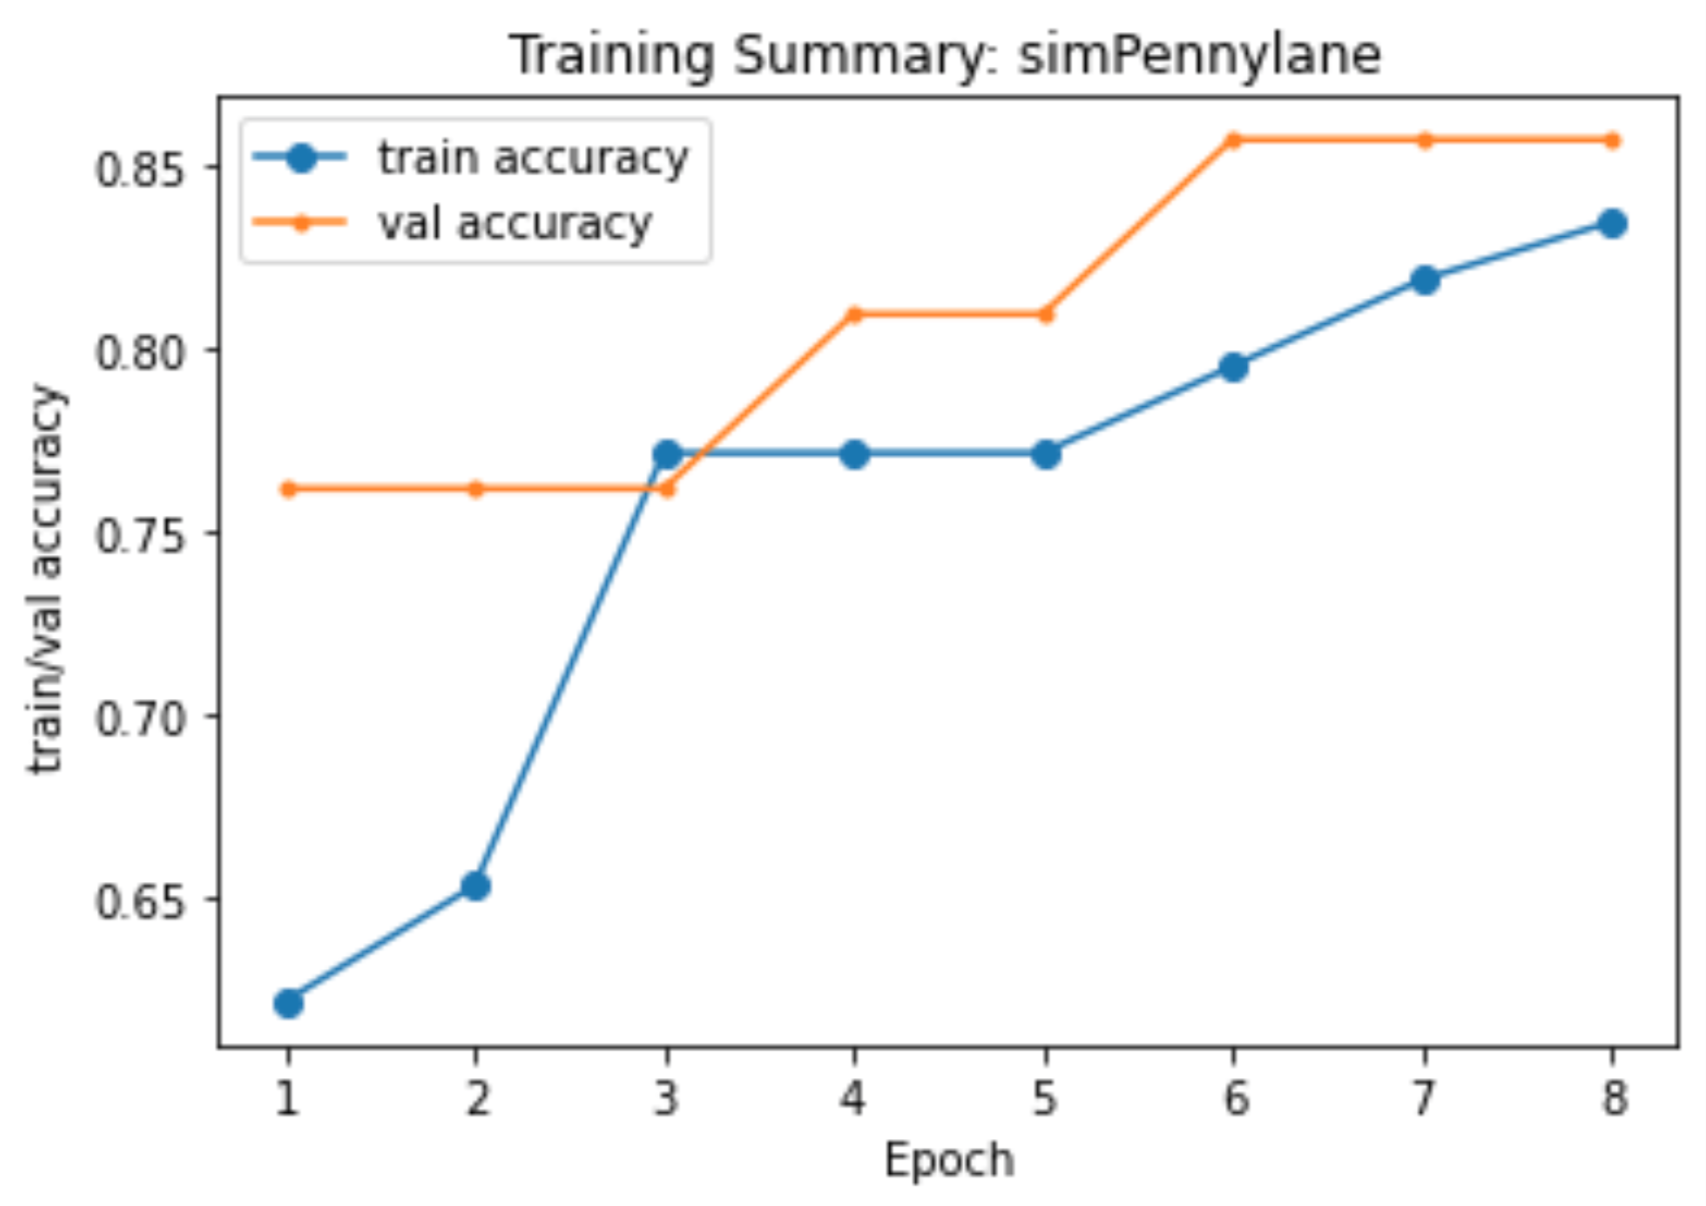 Training Summary: simPennylane
train accuracy
val accuracy
train/val accuracy
0.85
0.80
0.75
0.70
0.65
1 2 3 4 5 6 7 8
Epoch